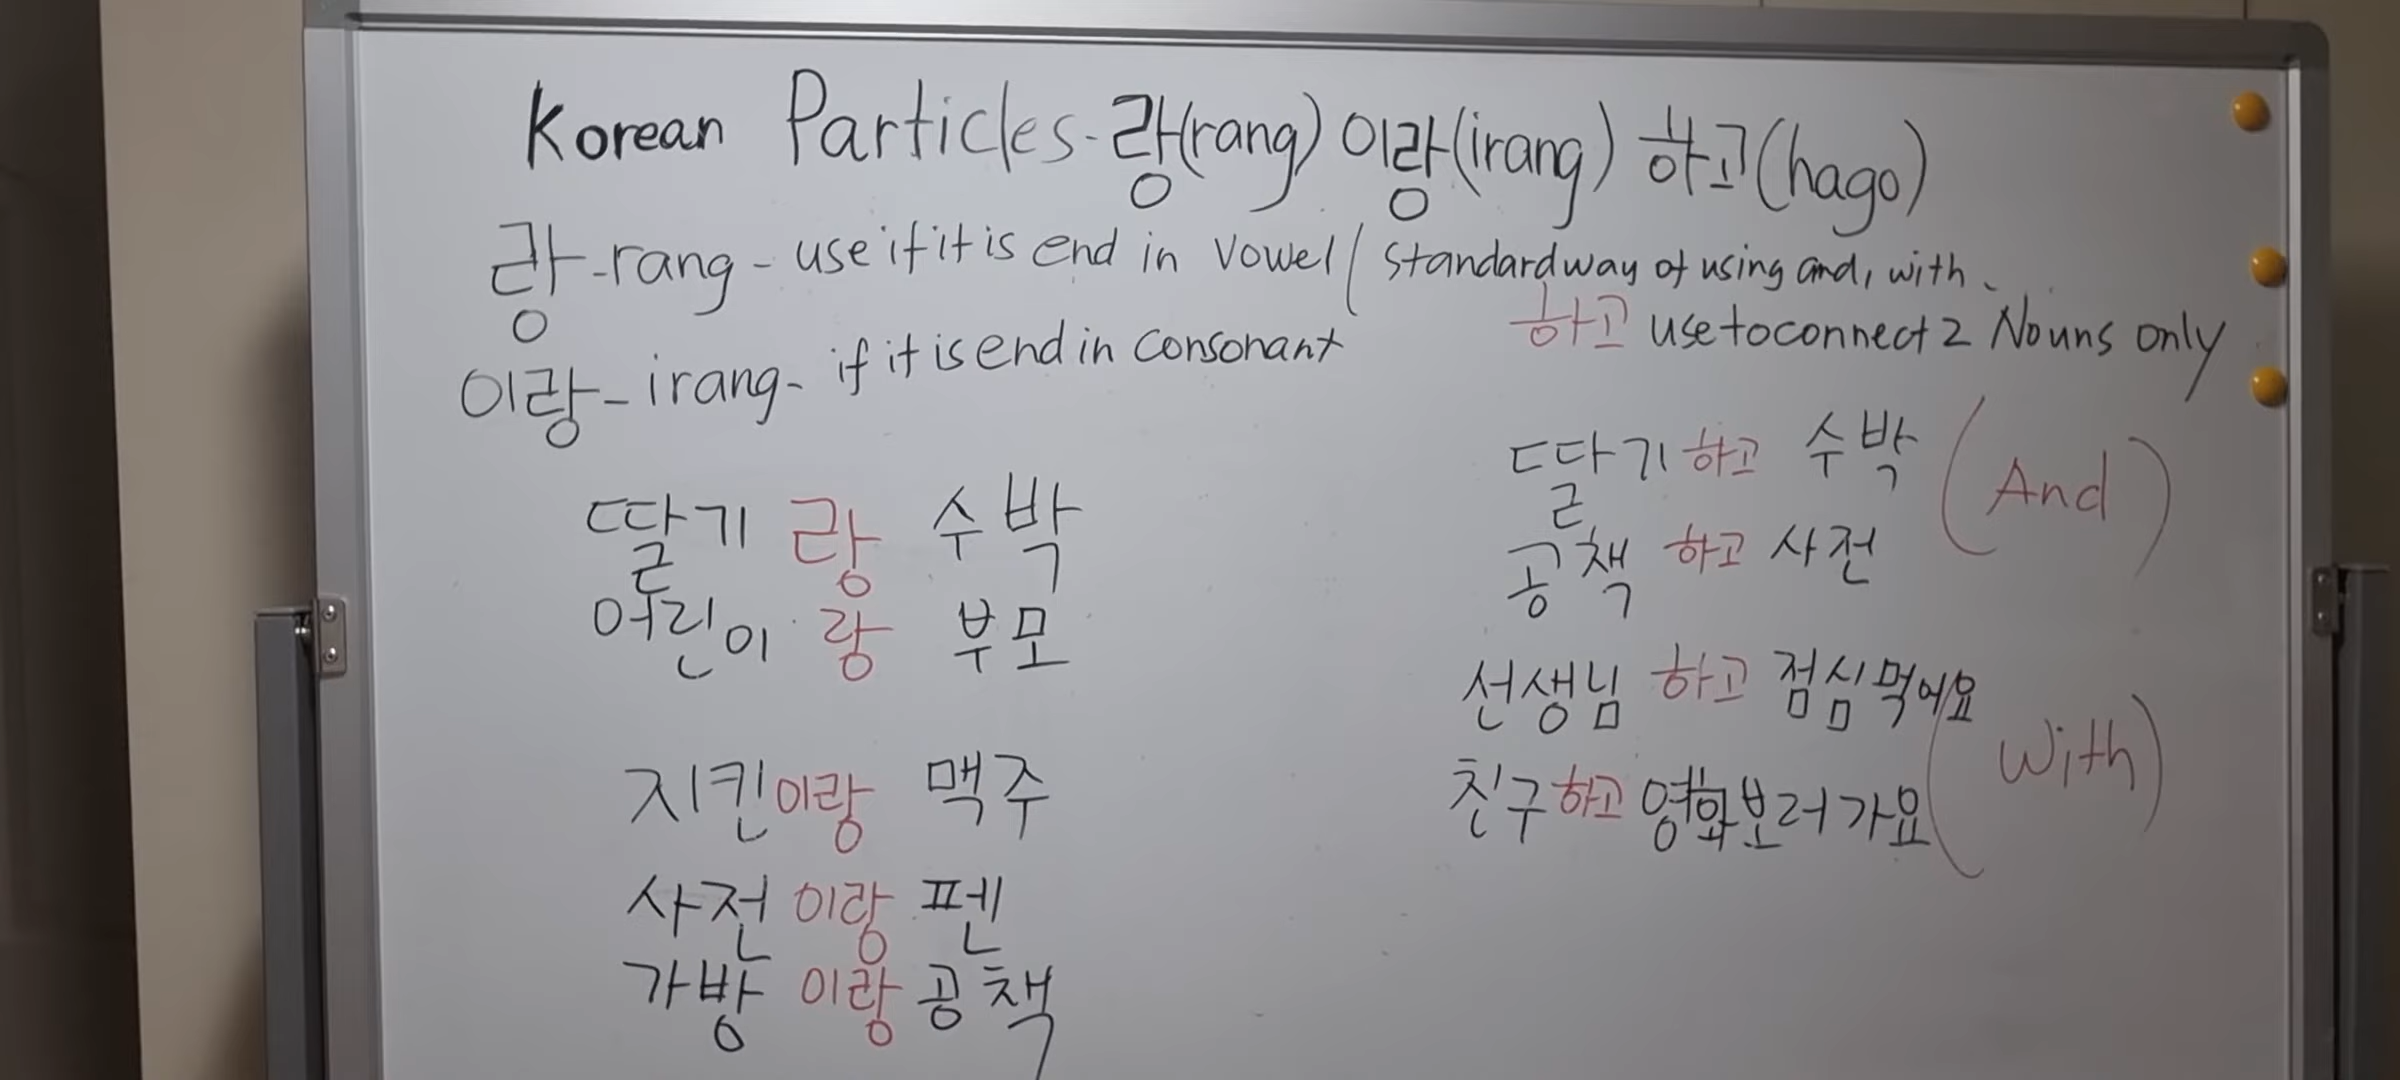 Korean Particles-랑(rang) 이랑(irang) 하고(hago)
랑-rang- use if it is end in vowel / Standard way of using and, with.
이랑-irang- if it is end in consonant
하고 use to connect 2 Nouns only
딸기 랑 수박
어린이 랑 부모
지킨이랑 맥주
사전 이랑 펜
가방 이랑 공책
딸기하고 수박 (And)
공책 하고 사전
선생님 하고 점심먹어요
친구하고 영화보러가요 (With)